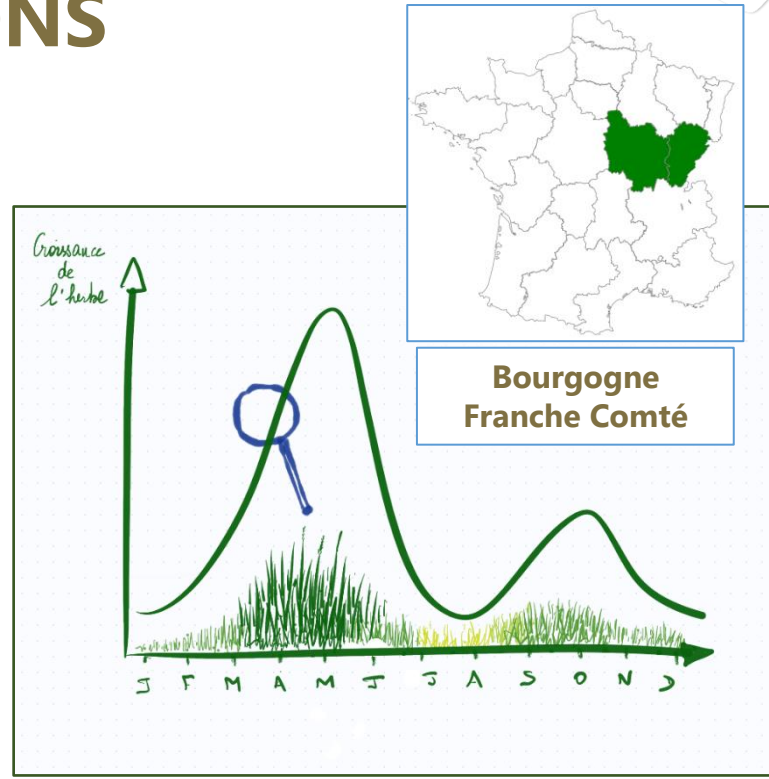 NS
Bourgogne
Franche Comté
Croissance
de
l'herbe
J F M A M J J A S O N D